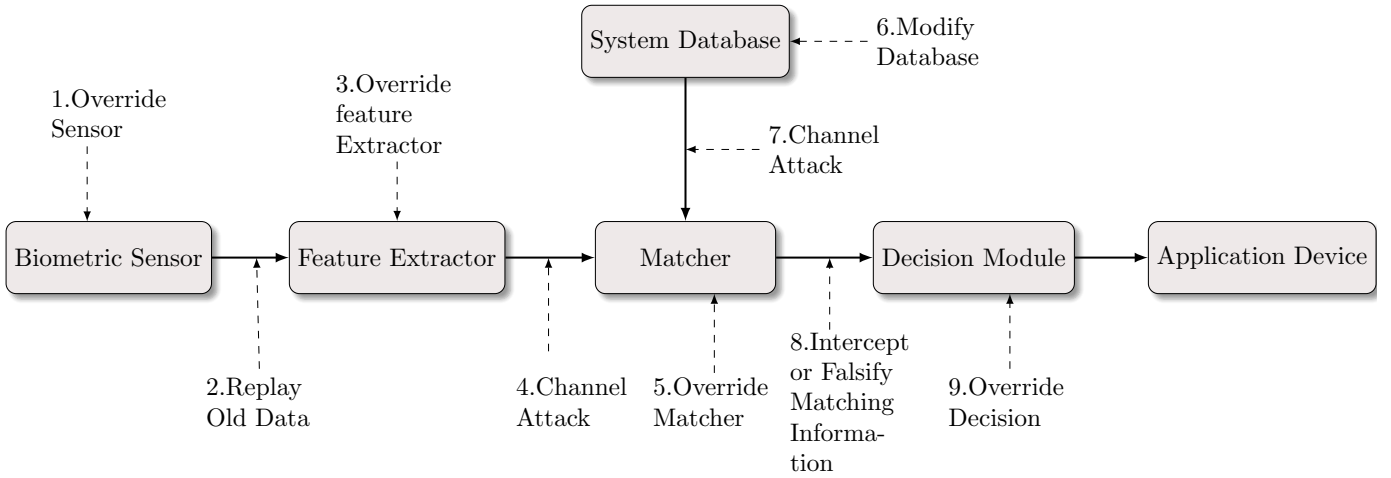 System Database
6.Modify
Database
1.Override
Sensor
3.Override
feature
Extractor
7.Channel
Attack
Biometric Sensor
Feature Extractor
Matcher
Decision Module
Application Device
2.Replay
Old Data
4.Channel
Attack
5.Override
Matcher
8.Intercept
or Falsify
Matching
Informa-
tion
9.Override
Decision